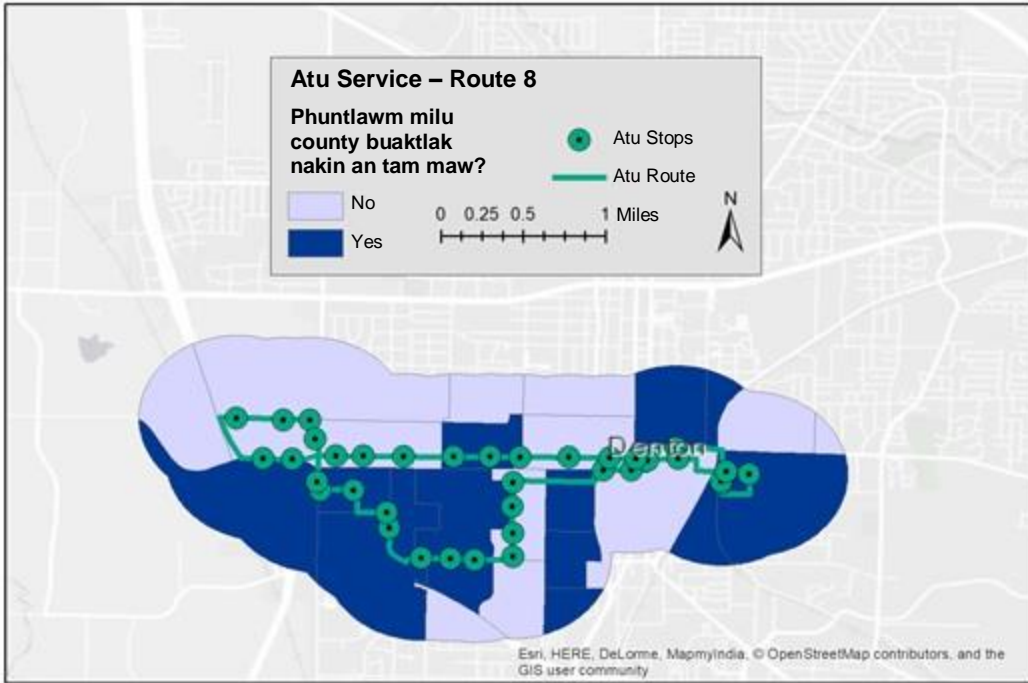 Atu Service – Route 8
Phuntlawm milu
county buaktlak
nakin an tam maw?
No
Yes
Atu Stops
Atu Route
0 0.25 0.5 1 Miles
N
Denton
Esri, HERE, DeLorme, MapmyIndia, © OpenStreetMap contributors, and the
GIS user community